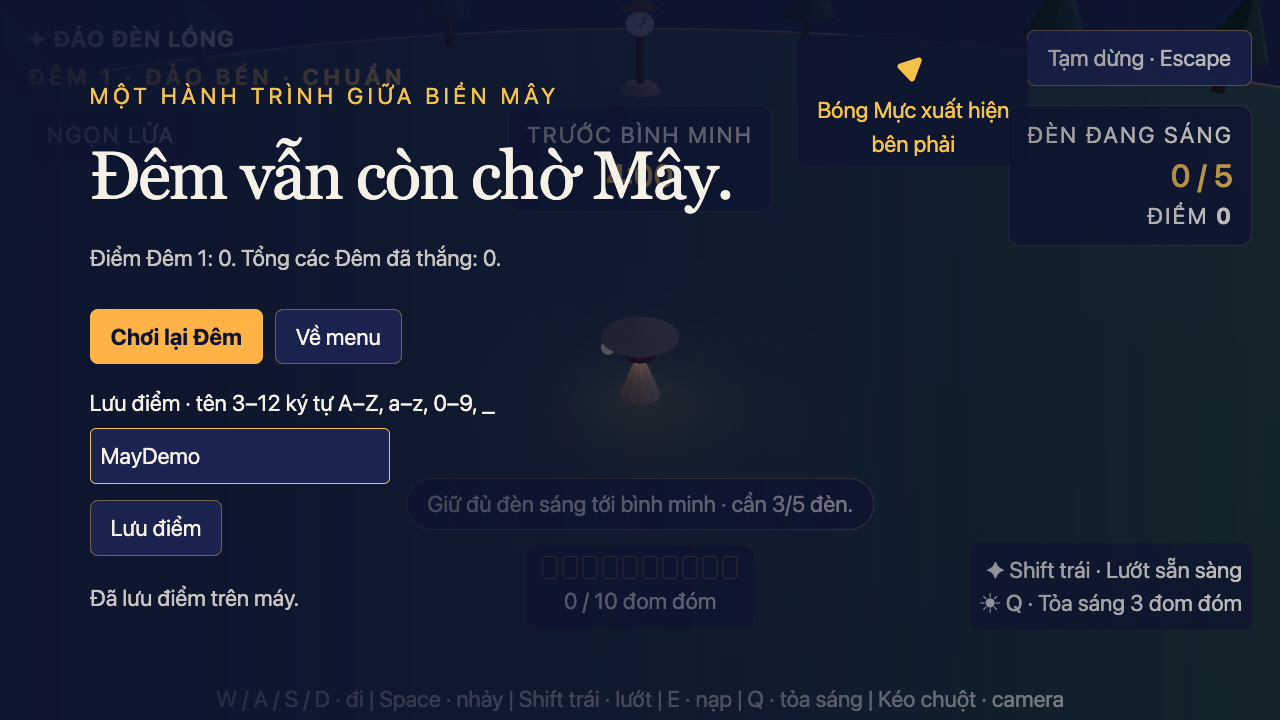 ✦ ĐẢO ĐÈN LỒNG
ĐÊM 1 · ĐẢO BẾN · CHUẨN
MỘT HÀNH TRÌNH GIỮA BIỂN MÂY
Tạm dừng · Escape
Bóng Mực xuất hiện
bên phải
NGỌN LỬA
TRƯỚC BÌNH MINH
ĐÈN ĐANG SÁNG
0 / 5
ĐIỂM 0
Đêm vẫn còn chờ Mây.
Điểm Đêm 1: 0. Tổng các Đêm đã thắng: 0.
Chơi lại Đêm
Về menu
Lưu điểm · tên 3–12 ký tự A–Z, a–z, 0–9, _
MayDemo
Lưu điểm
Đã lưu điểm trên máy.
Giữ đủ đèn sáng tới bình minh · cần 3/5 đèn.
0 / 10 đom đóm
✦ Shift trái · Lướt sẵn sàng
☀ Q · Tỏa sáng 3 đom đóm
W / A / S / D · đi | Space · nhảy | Shift trái · lướt | E · nạp | Q · tỏa sáng | Kéo chuột · camera